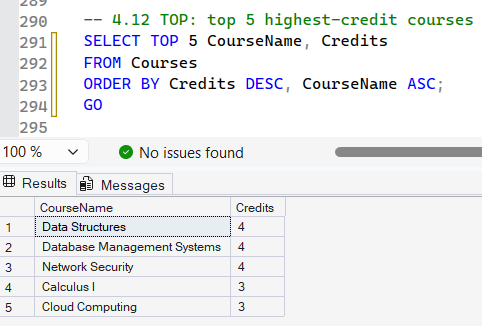 289
290 -- 4.12 TOP: top 5 highest-credit courses
291 SELECT TOP 5 CourseName, Credits
292 FROM Courses
293 ORDER BY Credits DESC, CourseName ASC;
294 GO
295
100 % No issues found
Results Messages
CourseName Credits
1 Data Structures 4
2 Database Management Systems 4
3 Network Security 4
4 Calculus I 3
5 Cloud Computing 3